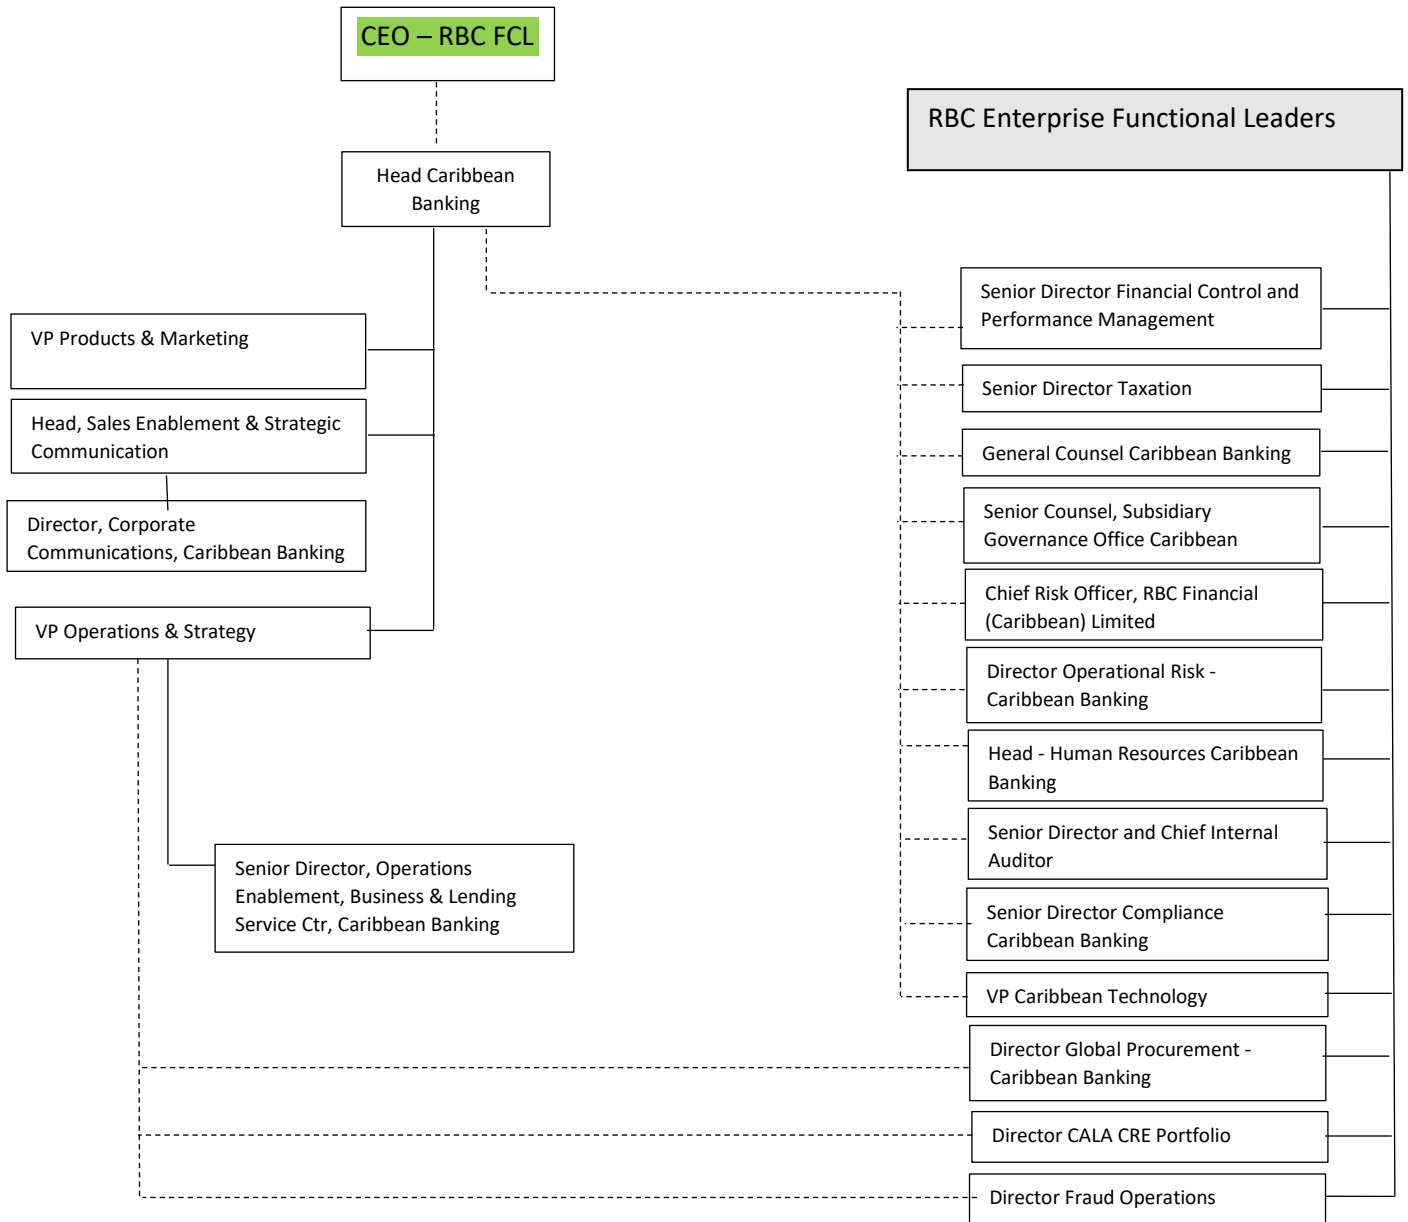 CEO – RBC FCL
RBC Enterprise Functional Leaders
Head Caribbean
Banking
VP Products & Marketing
Head, Sales Enablement & Strategic
Communication
Director, Corporate
Communications, Caribbean Banking
VP Operations & Strategy
Senior Director, Operations
Enablement, Business & Lending
Service Ctr, Caribbean Banking
Senior Director Financial Control and
Performance Management
Senior Director Taxation
General Counsel Caribbean Banking
Senior Counsel, Subsidiary
Governance Office Caribbean
Chief Risk Officer, RBC Financial
(Caribbean) Limited
Director Operational Risk -
Caribbean Banking
Head - Human Resources Caribbean
Banking
Senior Director and Chief Internal
Auditor
Senior Director Compliance
Caribbean Banking
VP Caribbean Technology
Director Global Procurement -
Caribbean Banking
Director CALA CRE Portfolio
Director Fraud Operations